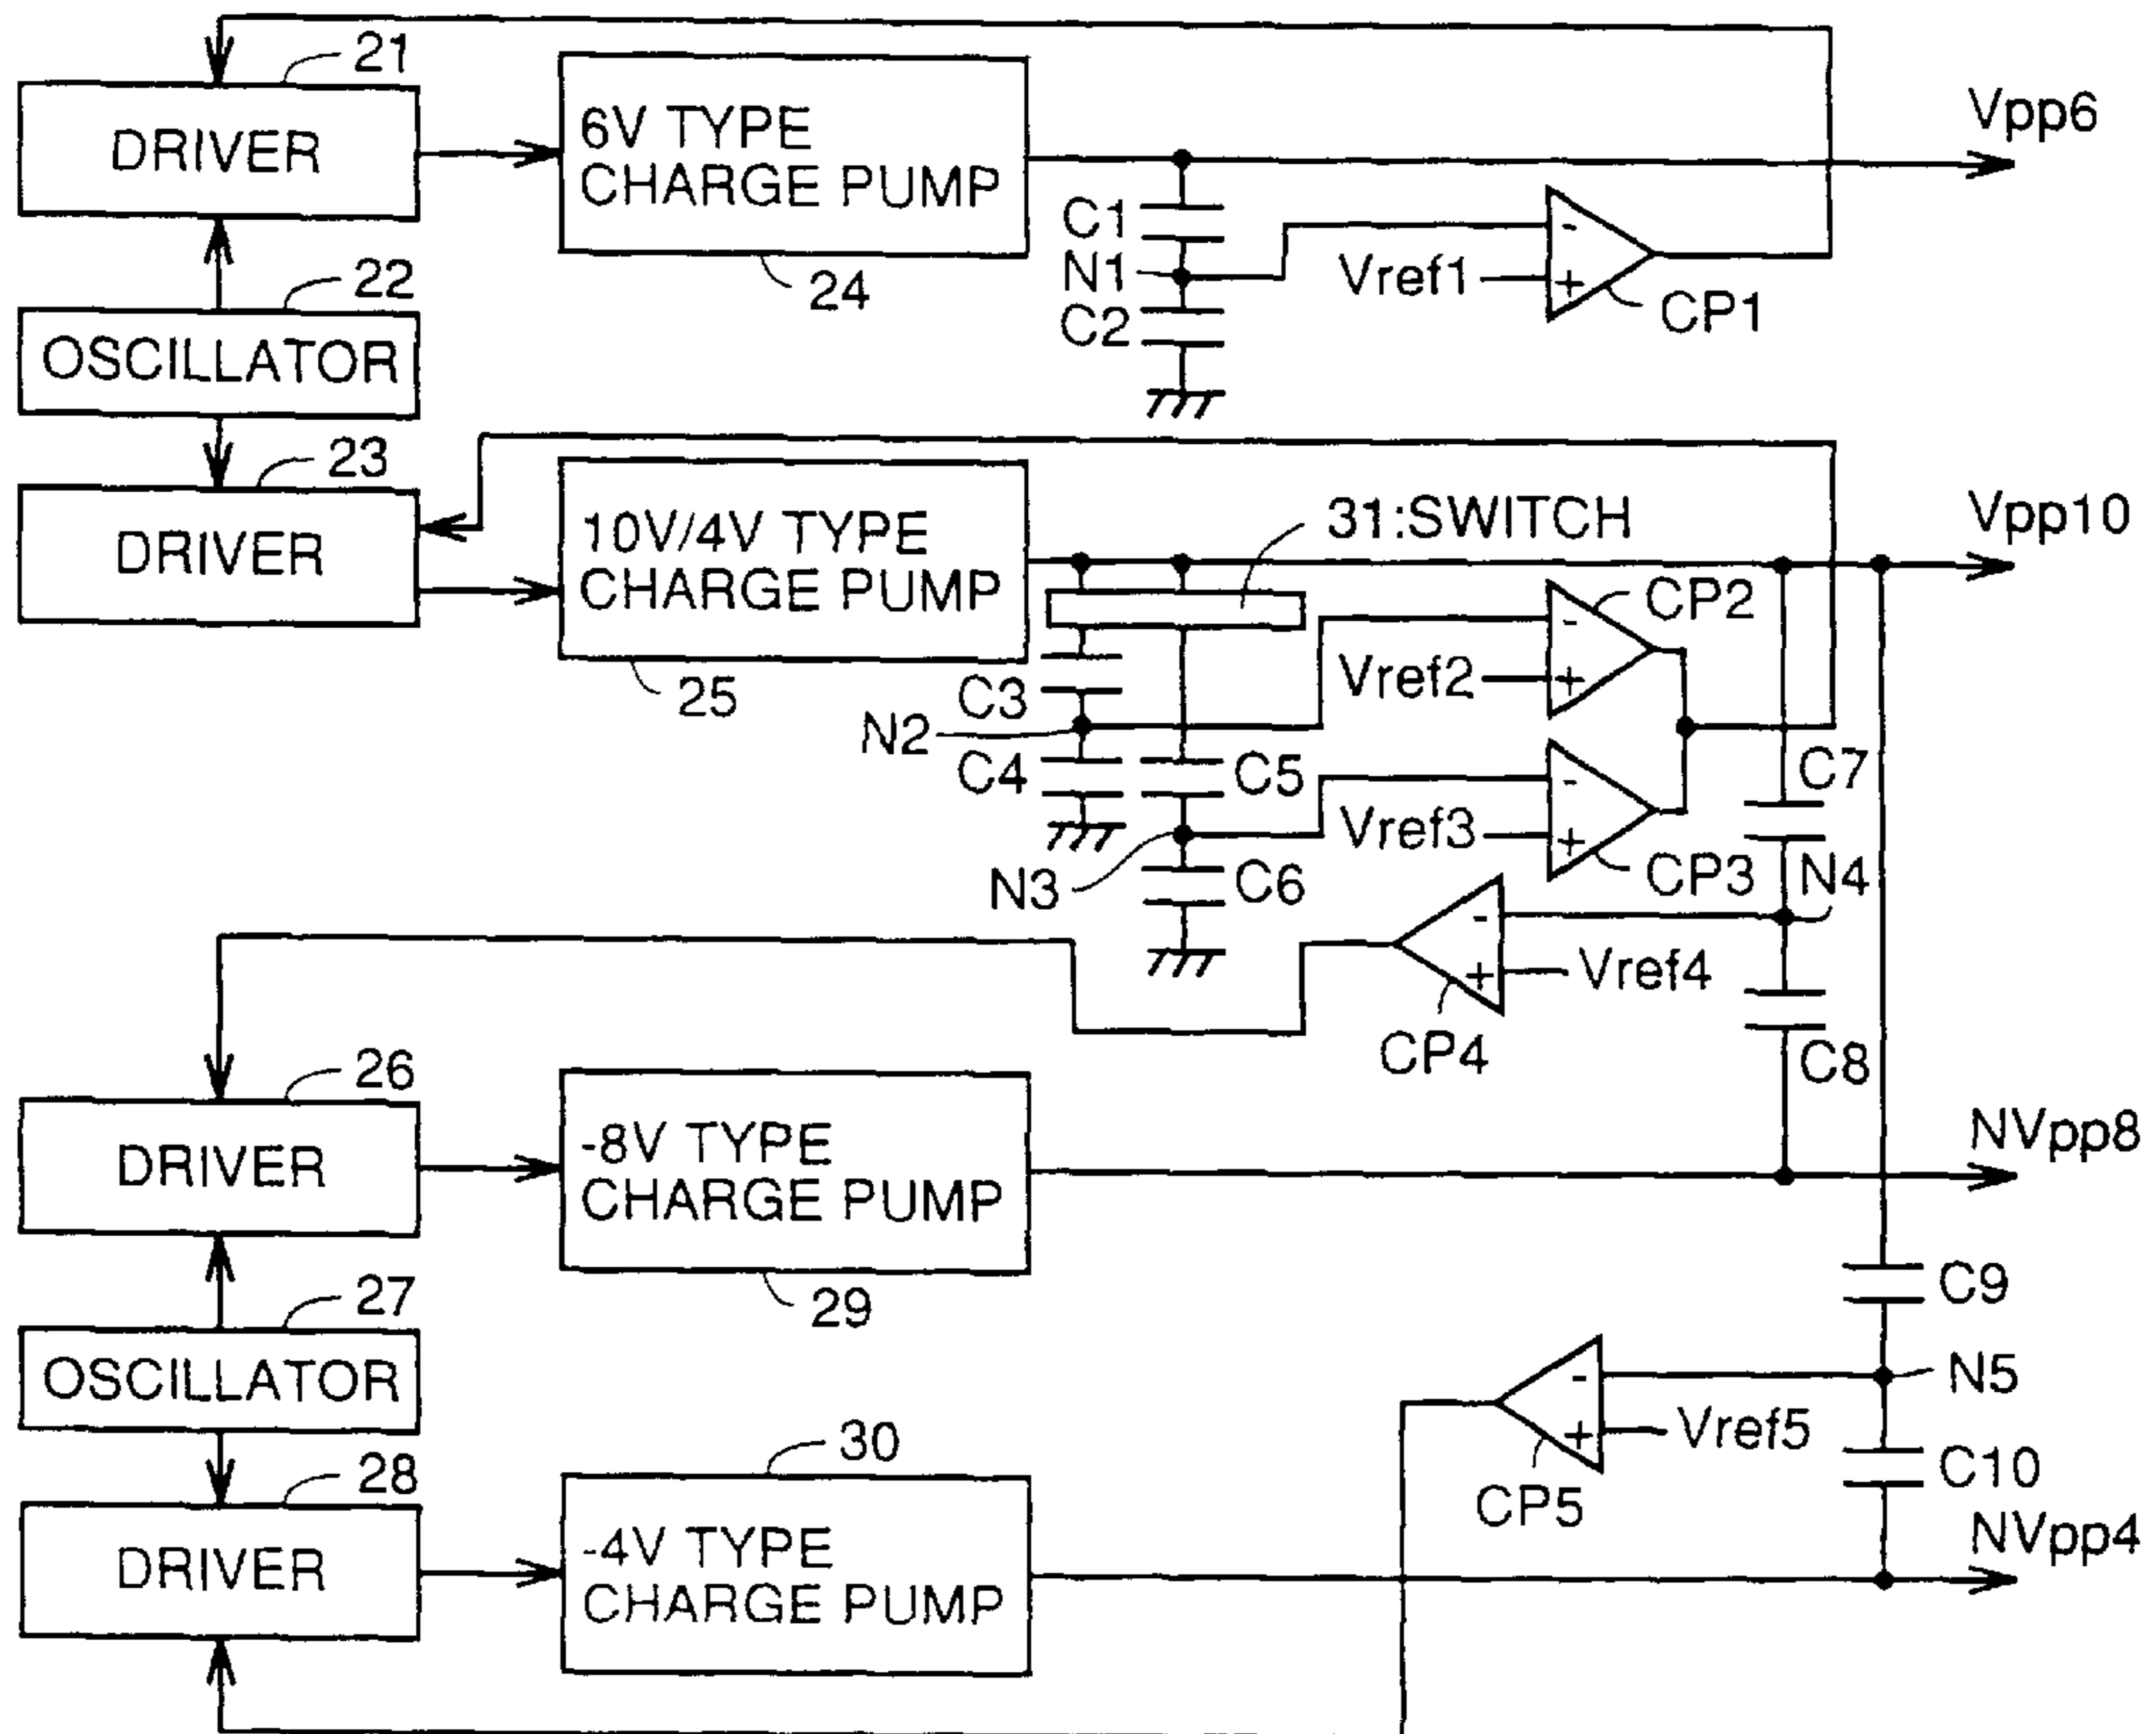 21
DRIVER
6V TYPE
CHARGE PUMP
24
Vpp6
C1
N1
C2
Vref1
-
+
CP1
22
OSCILLATOR
23
DRIVER
10V/4V TYPE
CHARGE PUMP
25
31:SWITCH
Vpp10
C3
N2
C4
C5
N3
C6
Vref2
-
+
CP2
Vref3
-
+
CP3
C7
N4
C8
-
+
Vref4
CP4
26
DRIVER
-8V TYPE
CHARGE PUMP
29
NVpp8
27
OSCILLATOR
C9
N5
C10
-
+
Vref5
CP5
28
DRIVER
30
-4V TYPE
CHARGE PUMP
NVpp4